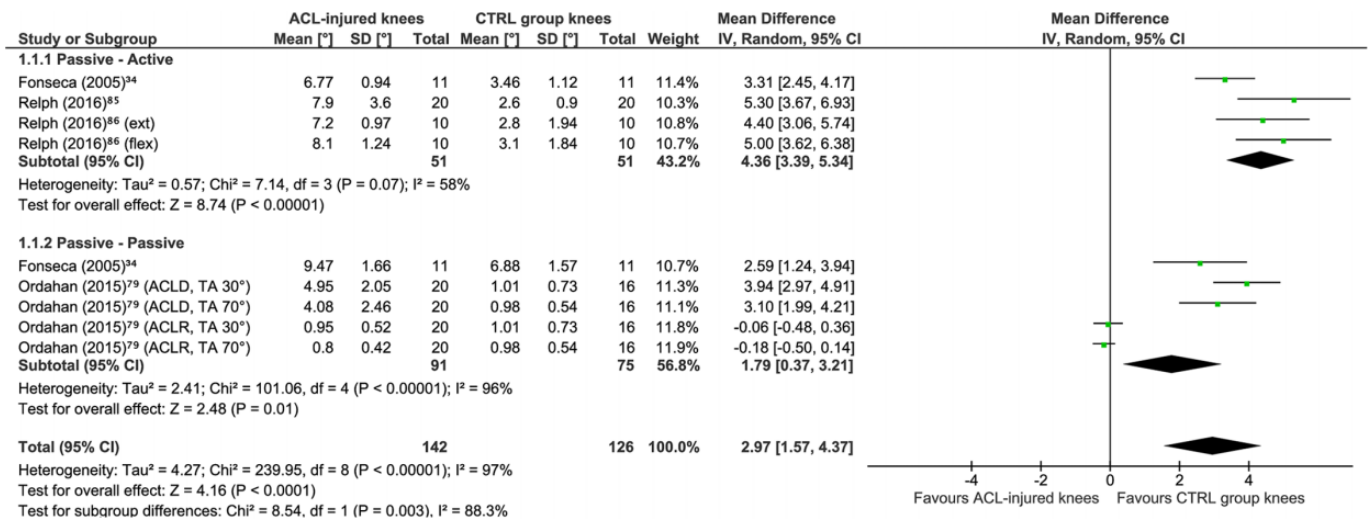 ACL-injured knees CTRL group knees Mean Difference Mean Difference
Study or Subgroup Mean [°] SD [°] Total Mean [°] SD [°] Total Weight IV, Random, 95% CI IV, Random, 95% CI
1.1.1 Passive - Active
Fonseca (2005)³⁴ 6.77 0.94 11 3.46 1.12 11 11.4% 3.31 [2.45, 4.17]
Relph (2016)⁸⁵ 7.9 3.6 20 2.6 0.9 20 10.3% 5.30 [3.67, 6.93]
Relph (2016)⁸⁶ (ext) 7.2 0.97 10 2.8 1.94 10 10.8% 4.40 [3.06, 5.74]
Relph (2016)⁸⁶ (flex) 8.1 1.24 10 3.1 1.84 10 10.7% 5.00 [3.62, 6.38]
Subtotal (95% CI) 51 51 43.2% 4.36 [3.39, 5.34]
Heterogeneity: Tau² = 0.57; Chi² = 7.14, df = 3 (P = 0.07); I² = 58%
Test for overall effect: Z = 8.74 (P < 0.00001)
1.1.2 Passive - Passive
Fonseca (2005)³⁴ 9.47 1.66 11 6.88 1.57 11 10.7% 2.59 [1.24, 3.94]
Ordahan (2015)⁷⁹ (ACLD, TA 30°) 4.95 2.05 20 1.01 0.73 16 11.3% 3.94 [2.97, 4.91]
Ordahan (2015)⁷⁹ (ACLD, TA 70°) 4.08 2.46 20 0.98 0.54 16 11.1% 3.10 [1.99, 4.21]
Ordahan (2015)⁷⁹ (ACLR, TA 30°) 0.95 0.52 20 1.01 0.73 16 11.8% -0.06 [-0.48, 0.36]
Ordahan (2015)⁷⁹ (ACLR, TA 70°) 0.8 0.42 20 0.98 0.54 16 11.9% -0.18 [-0.50, 0.14]
Subtotal (95% CI) 91 75 56.8% 1.79 [0.37, 3.21]
Heterogeneity: Tau² = 2.41; Chi² = 101.06, df = 4 (P < 0.00001); I² = 96%
Test for overall effect: Z = 2.48 (P = 0.01)
Total (95% CI) 142 126 100.0% 2.97 [1.57, 4.37]
Heterogeneity: Tau² = 4.27; Chi² = 239.95, df = 8 (P < 0.00001); I² = 97%
Test for overall effect: Z = 4.16 (P < 0.0001)
Test for subgroup differences: Chi² = 8.54, df = 1 (P = 0.003), I² = 88.3%
-4 -2 0 2 4
Favours ACL-injured knees Favours CTRL group knees